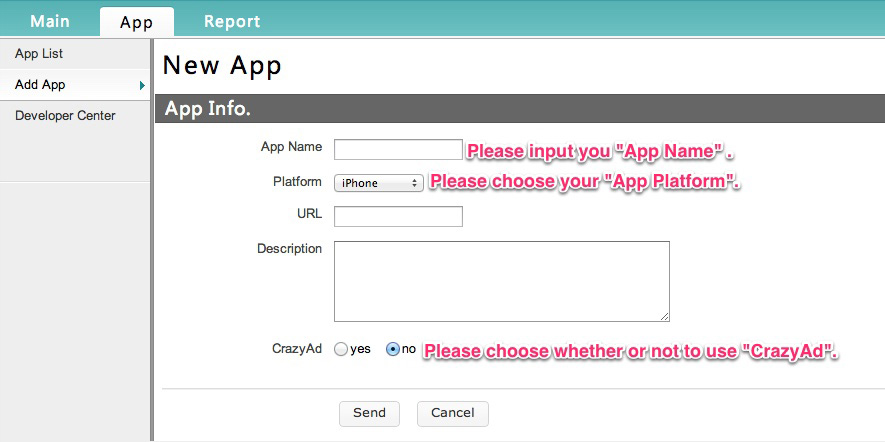 Main App Report
App List
Add App
Developer Center
New App
App Info.
App Name Please input you "App Name" .
Platform iPhone Please choose your "App Platform".
URL
Description
CrazyAd yes no Please choose whether or not to use "CrazyAd".
Send Cancel